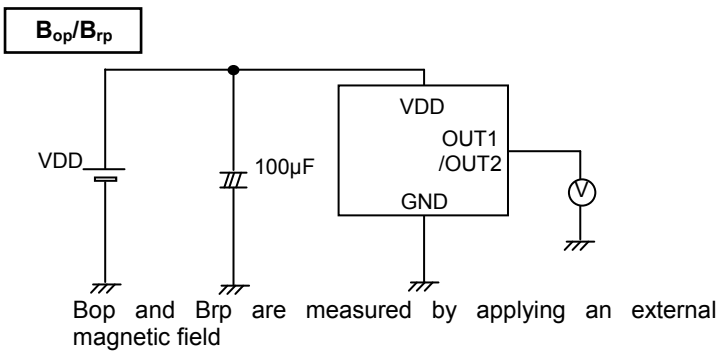 Bop/Brp
VDD
OUT1
/OUT2
VDD
100µF
GND
V
Bop and Brp are measured by applying an external
magnetic field